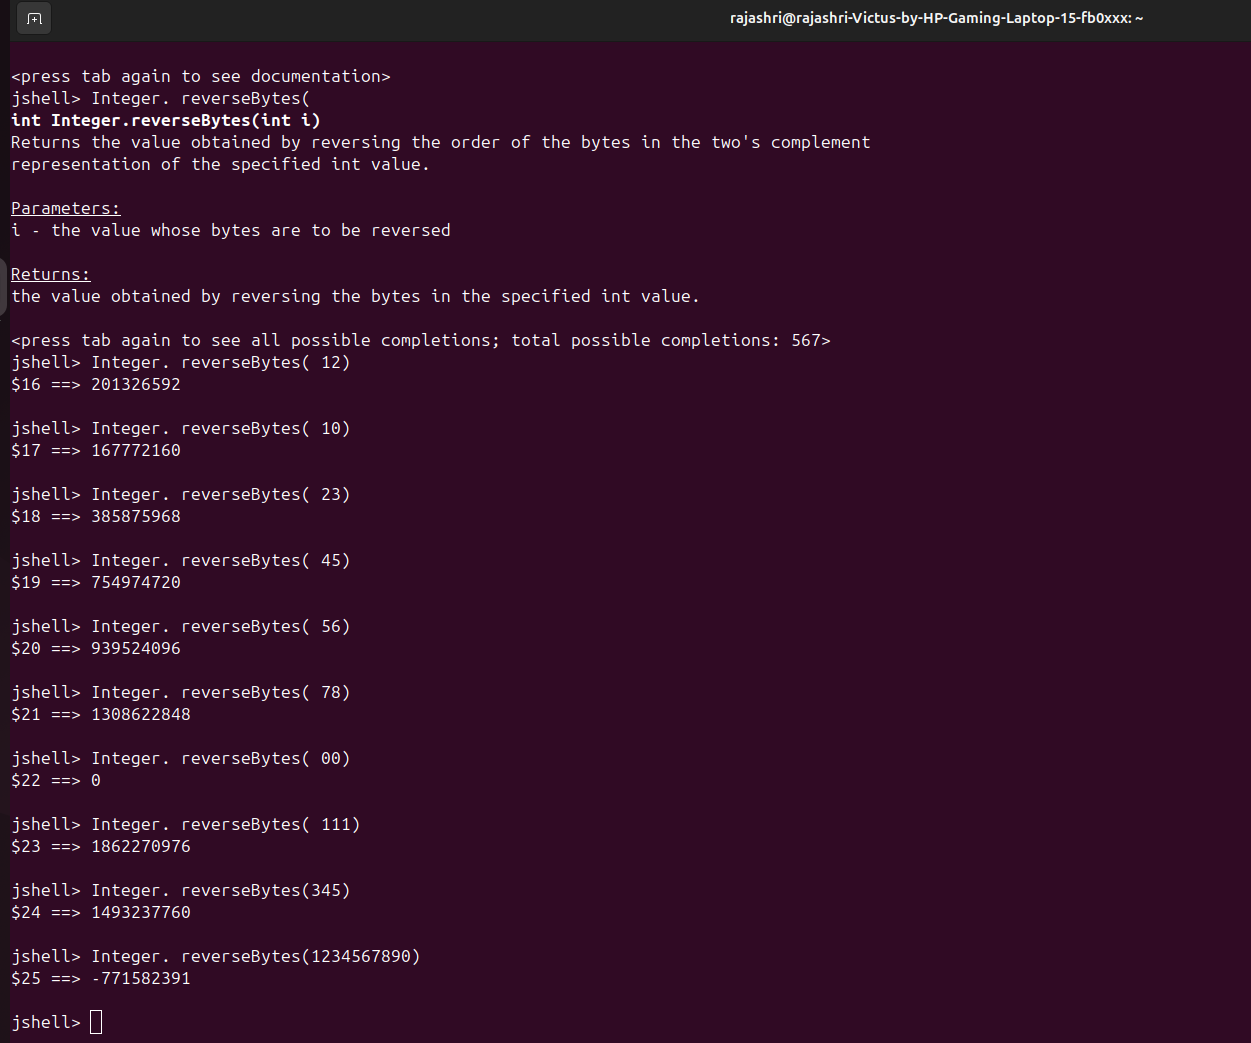 rajashri@rajashri-Victus-by-HP-Gaming-Laptop-15-fb0xxx: ~
<press tab again to see documentation>
jshell> Integer. reverseBytes(
int Integer.reverseBytes(int i)
Returns the value obtained by reversing the order of the bytes in the two's complement
representation of the specified int value.
Parameters:
i - the value whose bytes are to be reversed
Returns:
the value obtained by reversing the bytes in the specified int value.
<press tab again to see all possible completions; total possible completions: 567>
jshell> Integer. reverseBytes( 12)
$16 ==> 201326592
jshell> Integer. reverseBytes( 10)
$17 ==> 167772160
jshell> Integer. reverseBytes( 23)
$18 ==> 385875968
jshell> Integer. reverseBytes( 45)
$19 ==> 754974720
jshell> Integer. reverseBytes( 56)
$20 ==> 939524096
jshell> Integer. reverseBytes( 78)
$21 ==> 1308622848
jshell> Integer. reverseBytes( 00)
$22 ==> 0
jshell> Integer. reverseBytes( 111)
$23 ==> 1862270976
jshell> Integer. reverseBytes(345)
$24 ==> 1493237760
jshell> Integer. reverseBytes(1234567890)
$25 ==> -771582391
jshell>